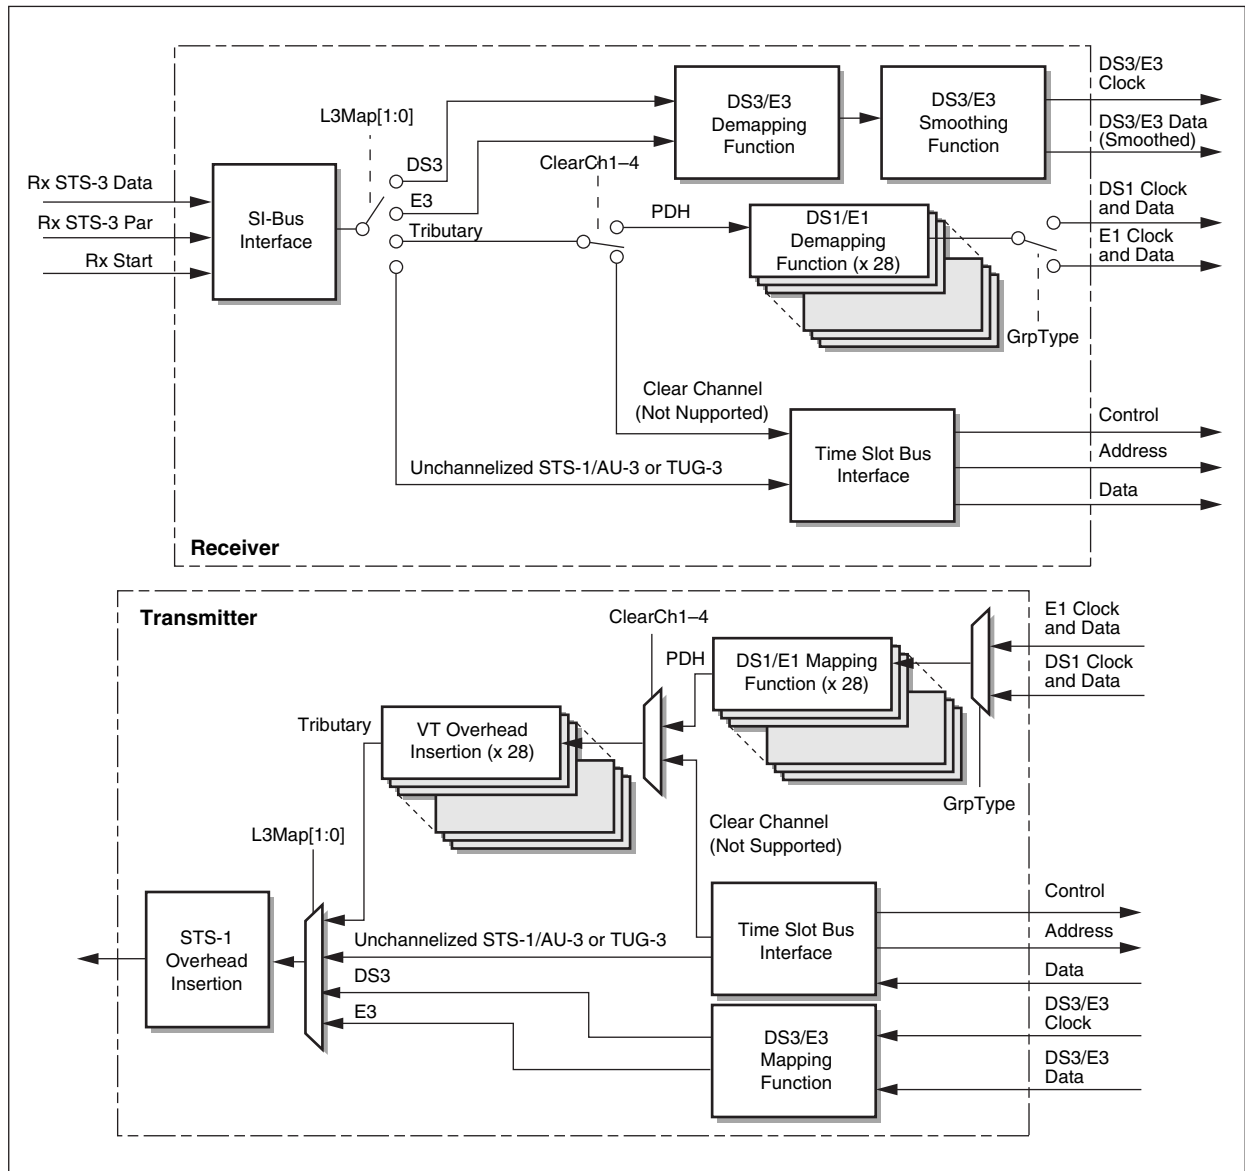 DS3/E3
Clock
DS3/E3 Data
(Smoothed)
DS3/E3
Demapping
Function
DS3/E3
Smoothing
Function
L3Map[1:0]
DS3
ClearCh1–4
E3
Rx STS-3 Data
Rx STS-3 Par
Rx Start
SI-Bus
Interface
Tributary
PDH
DS1/E1
Demapping
Function (x 28)
DS1 Clock
and Data
E1 Clock
and Data
GrpType
Clear Channel
(Not Nupported)
Unchannelized STS-1/AU-3 or TUG-3
Time Slot Bus
Interface
Control
Address
Data
Receiver
Transmitter
ClearCh1–4
E1 Clock
and Data
DS1 Clock
and Data
PDH
DS1/E1 Mapping
Function (x 28)
Tributary
VT Overhead
Insertion (x 28)
GrpType
Clear Channel
(Not Supported)
L3Map[1:0]
STS-1
Overhead
Insertion
Unchannelized STS-1/AU-3 or TUG-3
DS3
E3
Time Slot Bus
Interface
Control
Address
Data
DS3/E3
Clock
DS3/E3
Data
DS3/E3
Mapping
Function